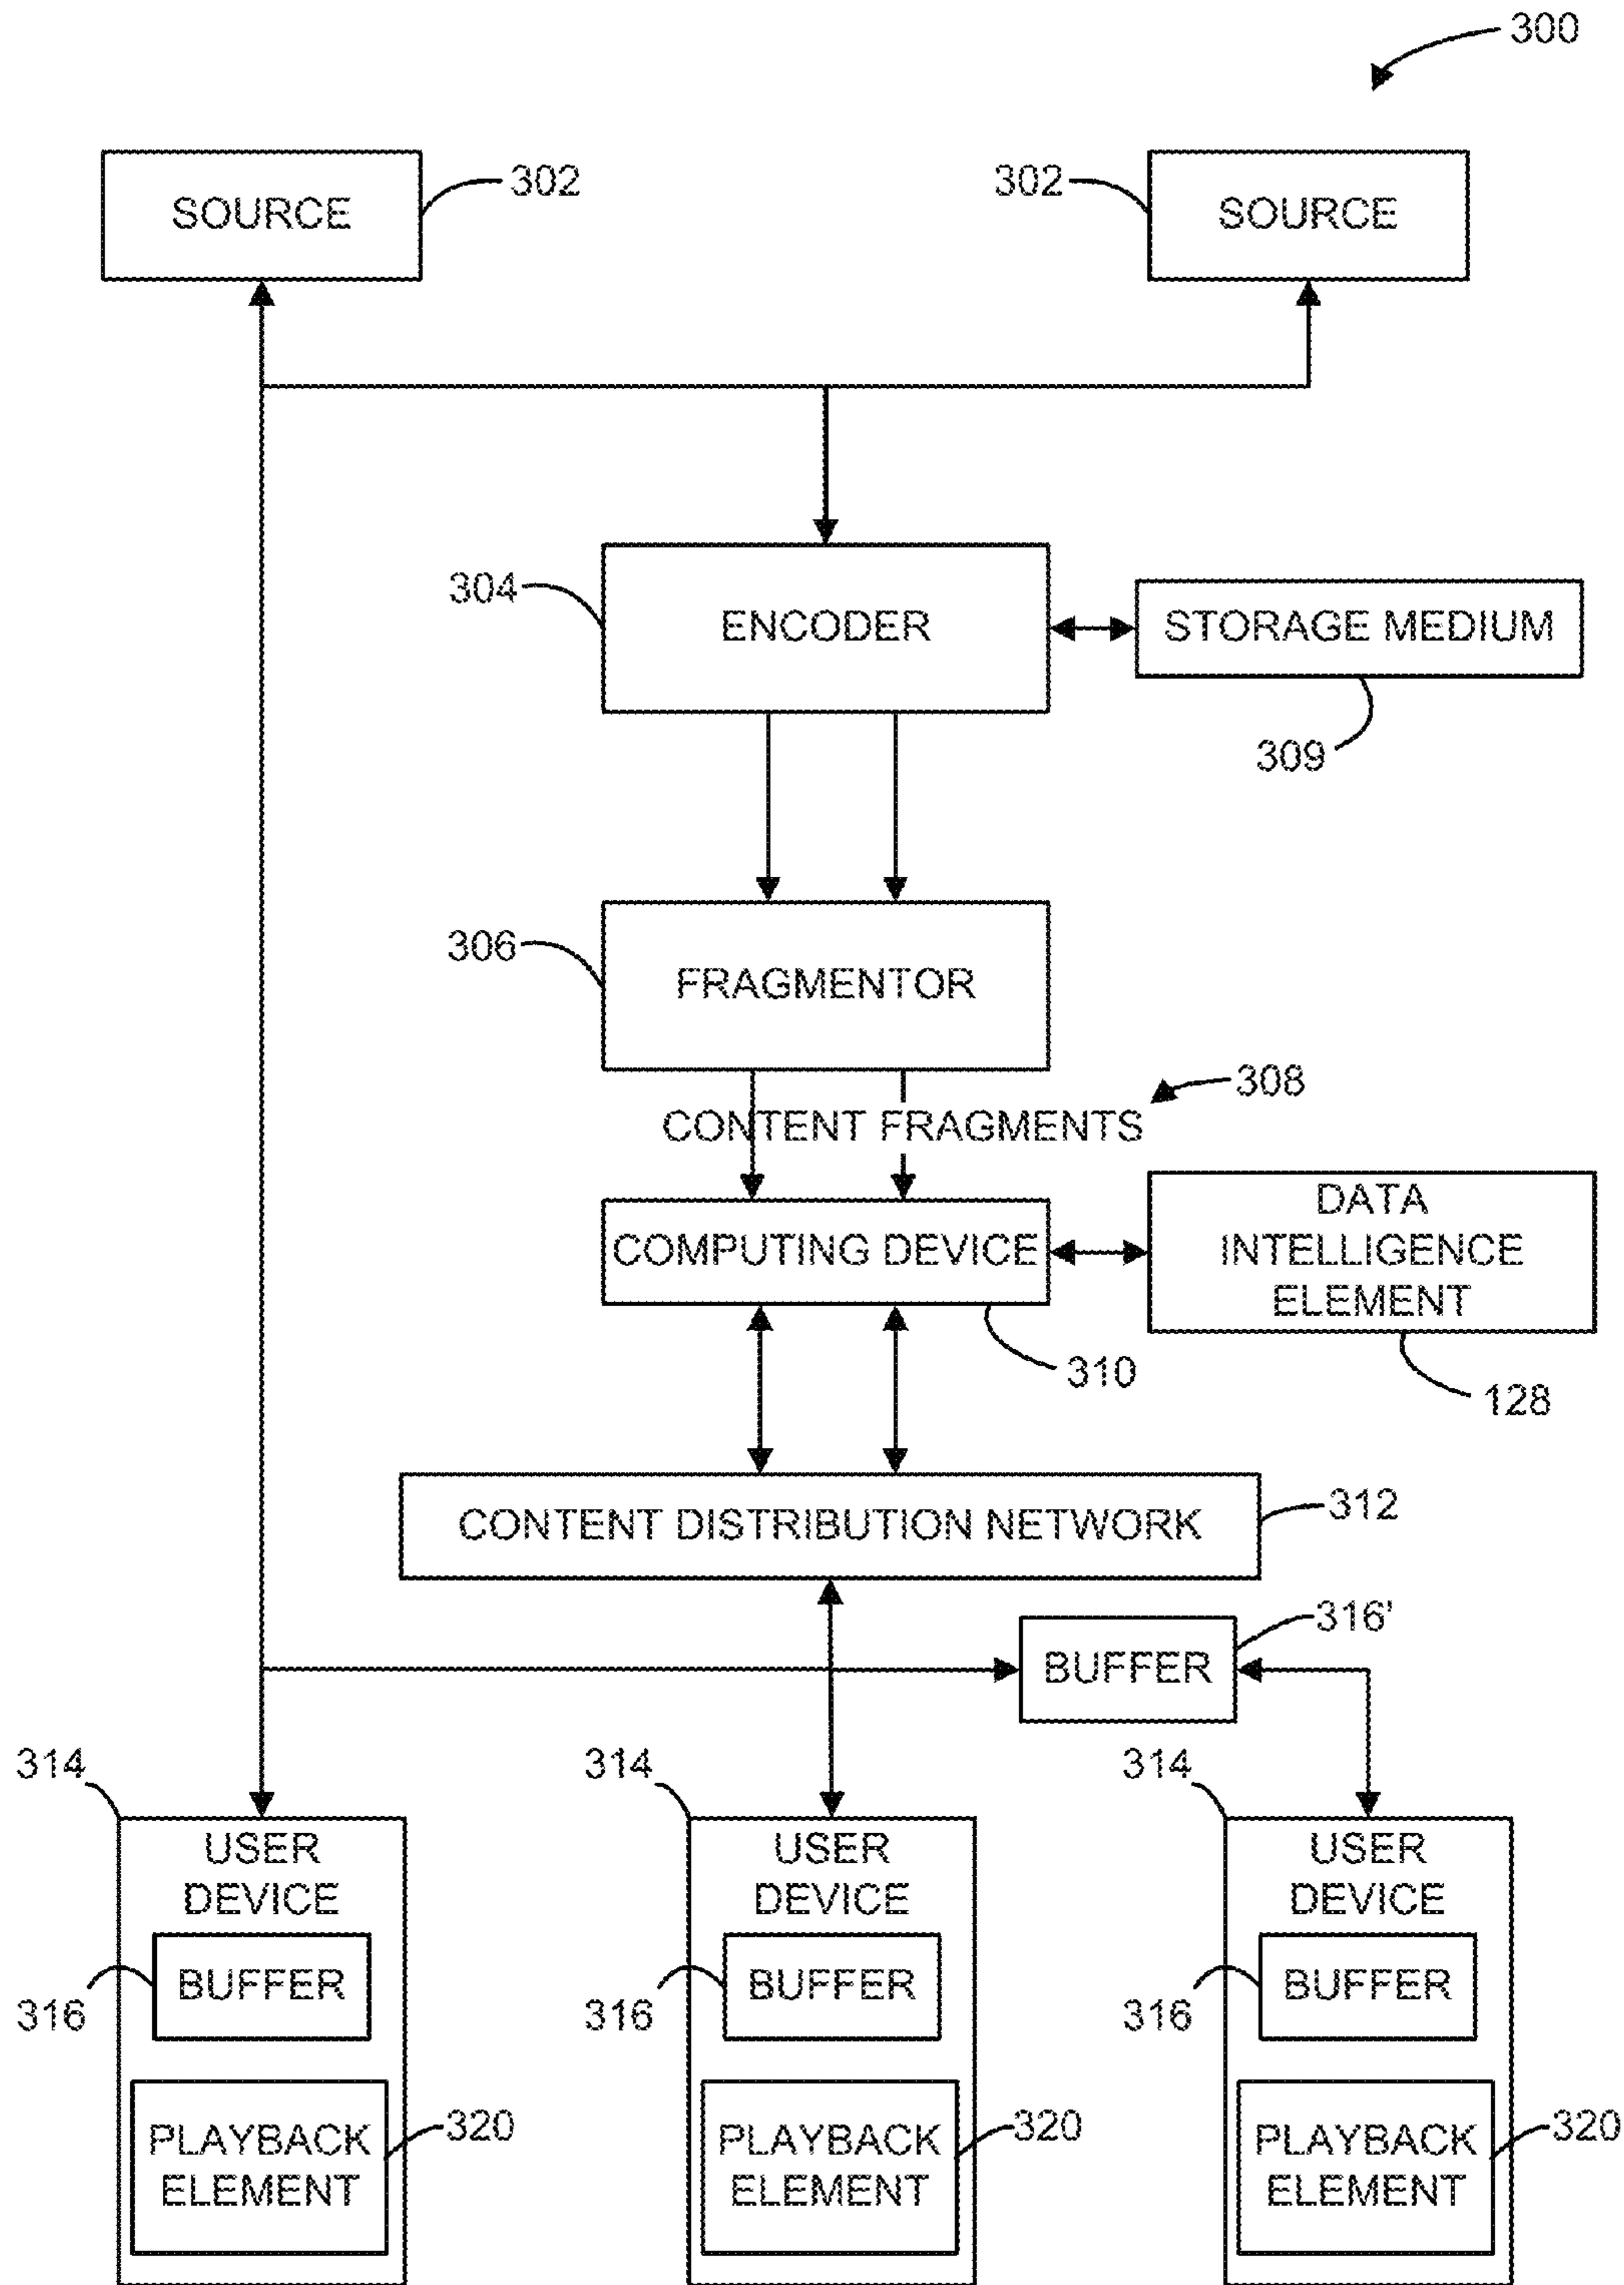 300
SOURCE
302
302
SOURCE
304
ENCODER
STORAGE MEDIUM
309
306
FRAGMENTOR
308
CONTENT FRAGMENTS
COMPUTING DEVICE
DATA
INTELLIGENCE
ELEMENT
310
128
CONTENT DISTRIBUTION NETWORK
312
316'
BUFFER
314
USER
DEVICE
BUFFER
316
PLAYBACK
ELEMENT
320
314
USER
DEVICE
BUFFER
316
PLAYBACK
ELEMENT
320
314
USER
DEVICE
BUFFER
316
PLAYBACK
ELEMENT
320